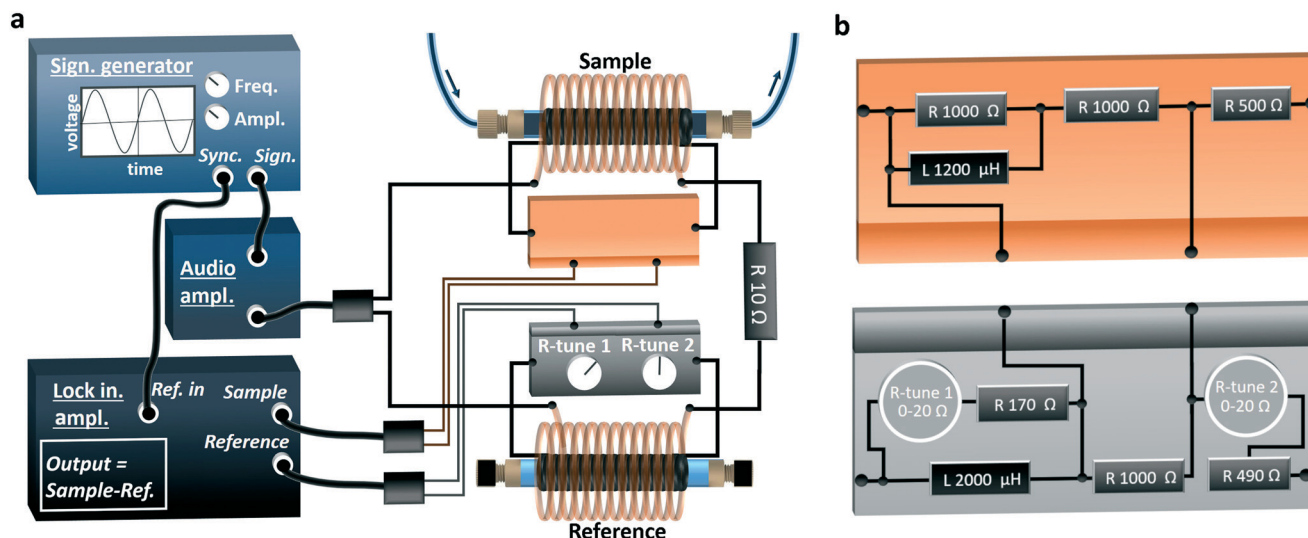 a
Sign. generator
voltage
time
Freq.
Ampl.
Sync.
Sign.
Audio
ampl.
Lock in.
ampl.
Ref. in
Sample
Reference
Output =
Sample-Ref.
Sample
R 10 Ω
R-tune 1
R-tune 2
Reference
b
R 1000 Ω
R 1000 Ω
R 500 Ω
L 1200 µH
R-tune 1
0-20 Ω
R 170 Ω
R-tune 2
0-20 Ω
L 2000 µH
R 1000 Ω
R 490 Ω